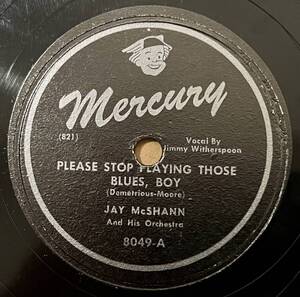 Mercury
(821)
Vocal By
Jimmy Witherspoon
PLEASE STOP PLAYING THOSE
BLUES, BOY
(Demetrious-Moore)
JAY McSHANN
And His Orchestra
8049-A